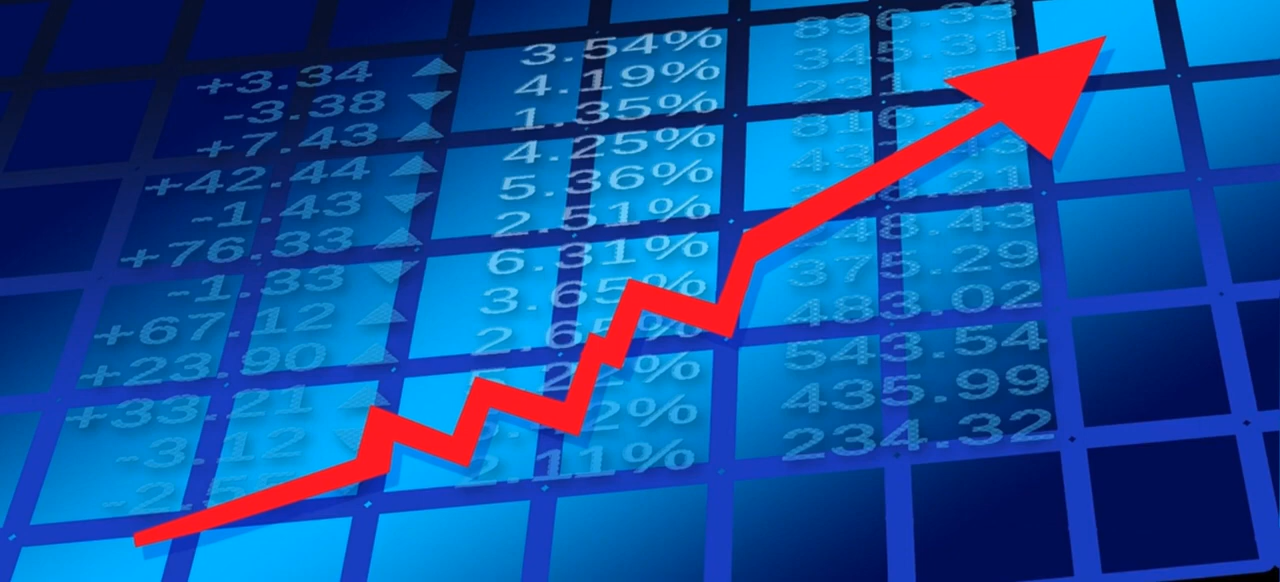 +3.34 ▲ 3.54% 896.33
-3.38 ▼ 4.19% 345.31
+7.43 ▲ 1.35%
+42.44 ▲ 4.25%
-1.43 ▼ 5.36%
+76.33 ▲ 2.51%
-1.33 ▼ 6.31%
+67.12 ▲ 3.65% 375.29
+23.90 ▲ 483.02
+33.21 ▲ 543.54
-3.12 ▼ 435.99
2.11% 234.32